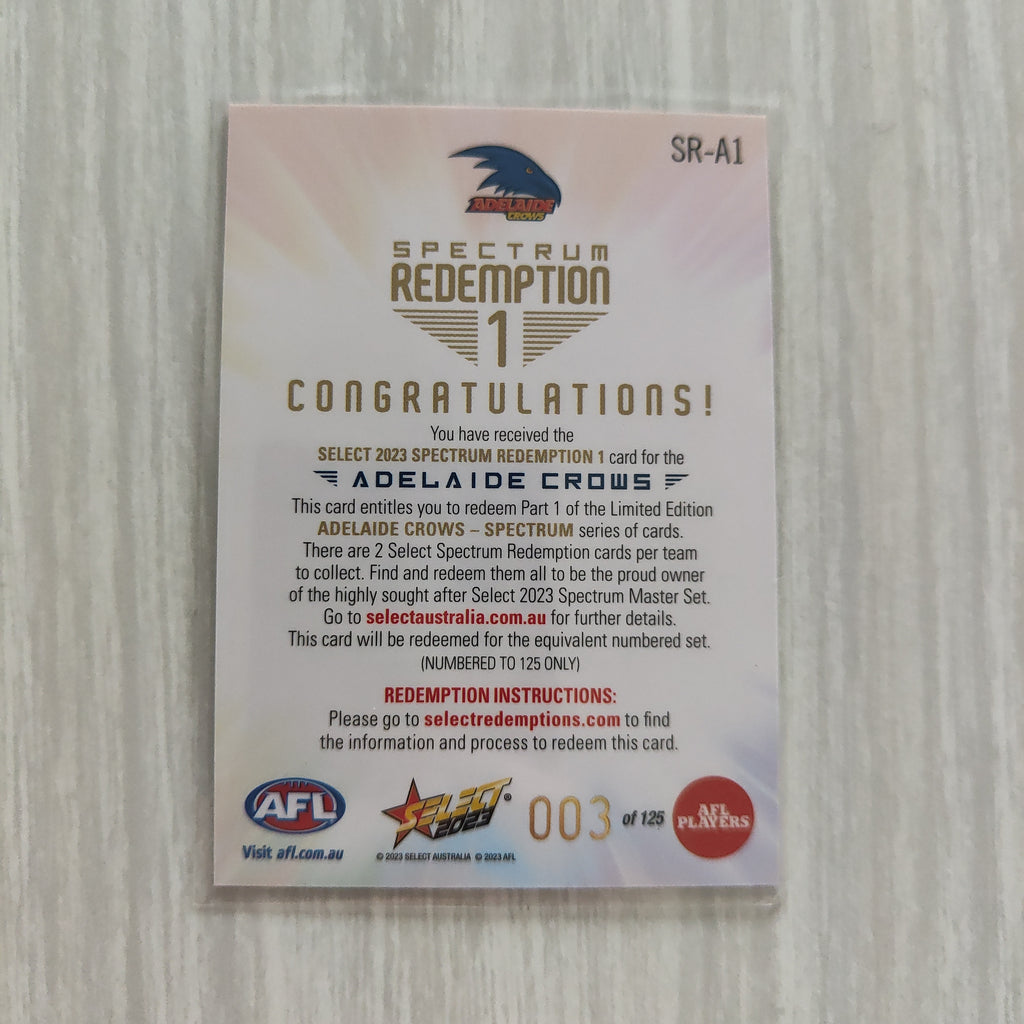 SR-A1
ADELAIDE
CROWS
SPECTRUM
REDEMPTION
1
CONGRATULATIONS!
You have received the
SELECT 2023 SPECTRUM REDEMPTION 1 card for the
ADELAIDE CROWS
This card entitles you to redeem Part 1 of the Limited Edition
ADELAIDE CROWS – SPECTRUM series of cards.
There are 2 Select Spectrum Redemption cards per team
to collect. Find and redeem them all to be the proud owner
of the highly sought after Select 2023 Spectrum Master Set.
Go to selectaustralia.com.au for further details.
This card will be redeemed for the equivalent numbered set.
(NUMBERED TO 125 ONLY)
REDEMPTION INSTRUCTIONS:
Please go to selectredemptions.com to find
the information and process to redeem this card.
AFL
Visit afl.com.au
SELECT®
2023
© 2023 SELECT AUSTRALIA © 2023 AFL
003 of 125
AFL
PLAYERS